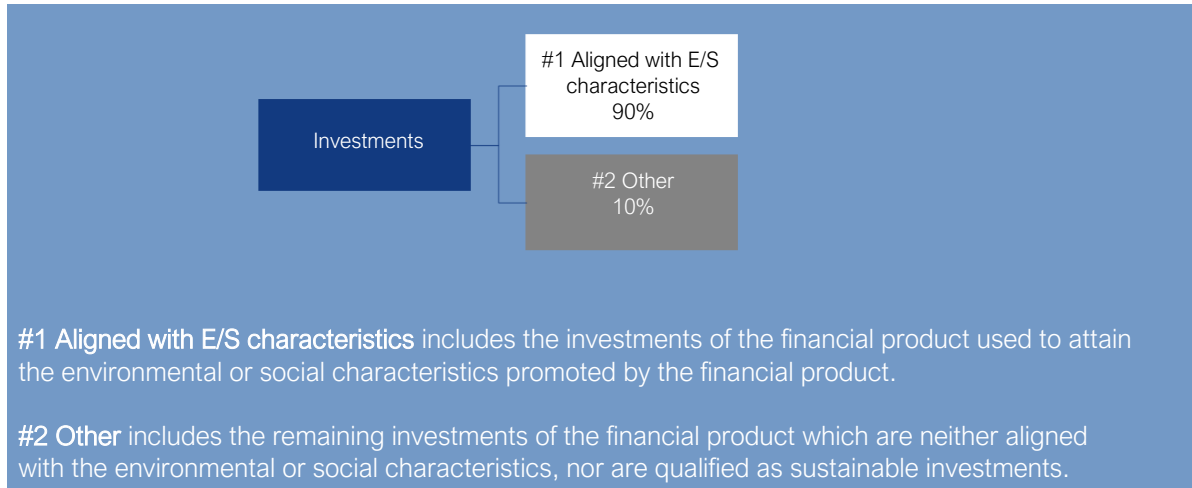 #1 Aligned with E/S
characteristics
90%
Investments
#2 Other
10%
#1 Aligned with E/S characteristics includes the investments of the financial product used to attain
the environmental or social characteristics promoted by the financial product.
#2 Other includes the remaining investments of the financial product which are neither aligned
with the environmental or social characteristics, nor are qualified as sustainable investments.